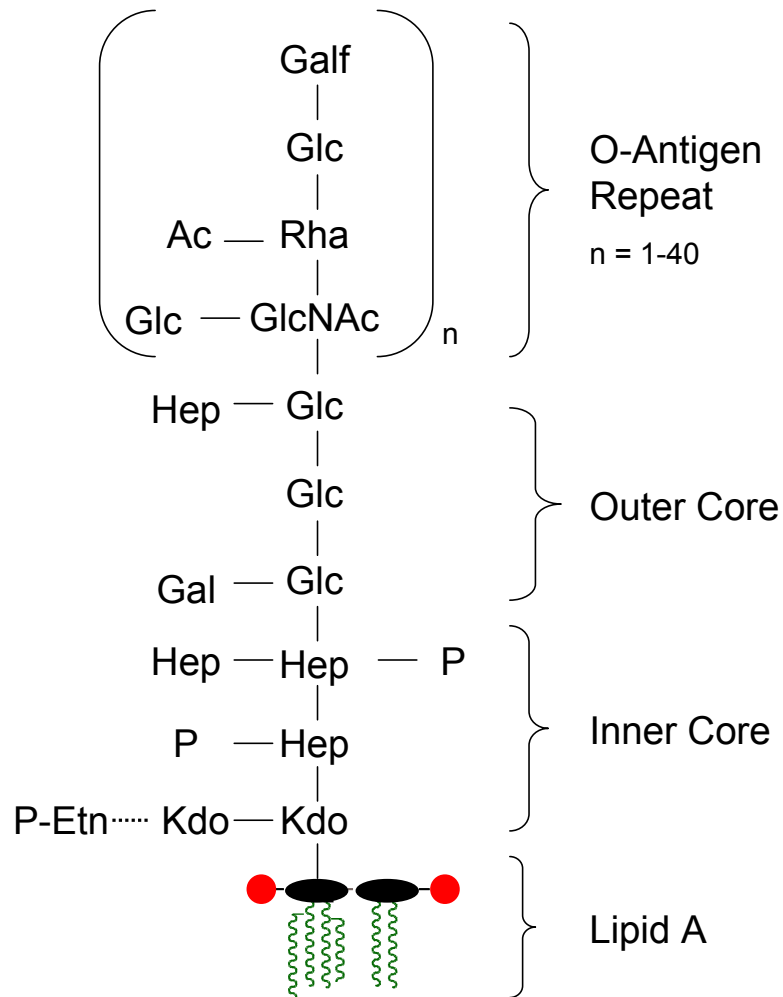 Galf
Glc
Ac Rha
Glc GlcNAc
n
O-Antigen
Repeat
n = 1-40
Hep Glc
Glc
Gal Glc
Outer Core
Hep Hep P
P Hep
P-Etn Kdo Kdo
Inner Core
Lipid A